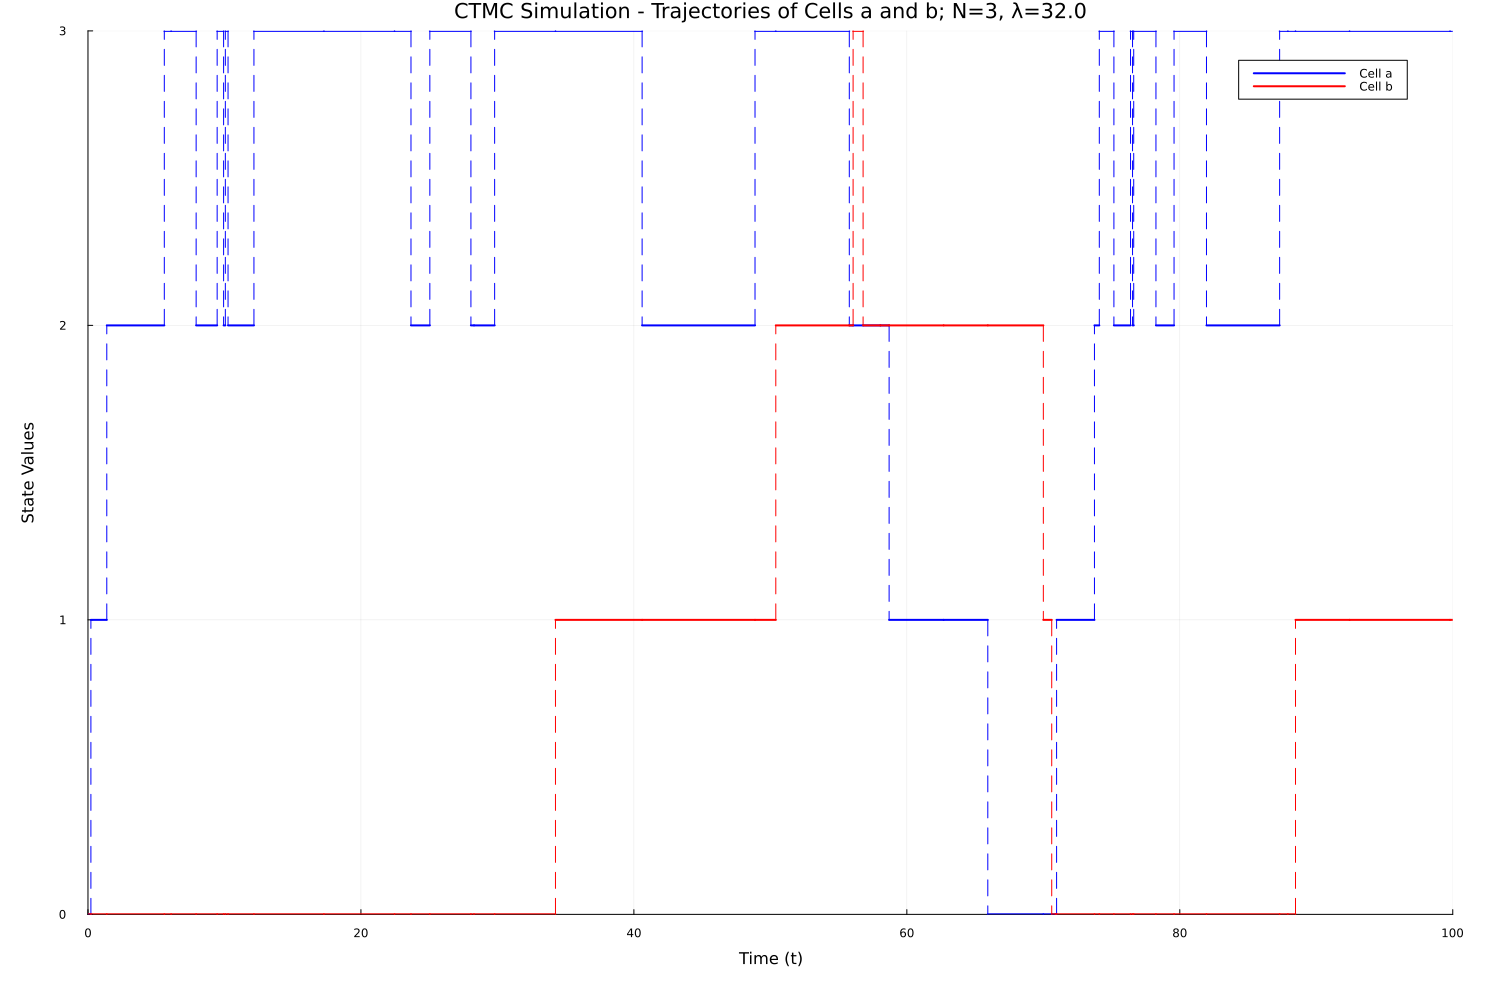 CTMC Simulation - Trajectories of Cells a and b; N=3, λ=32.0
3
Cell a
Cell b
2
State Values
1
0
0 20 40 60 80 100
Time (t)